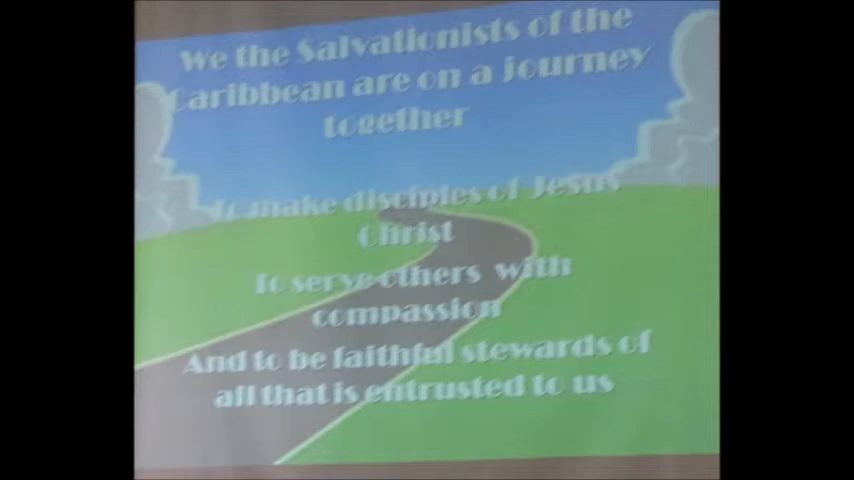 We the Salvationists of the
Caribbean are on a journey
together
To make disciples of Jesus
Christ
To serve others with
compassion
And to be faithful stewards of
all that is entrusted to us